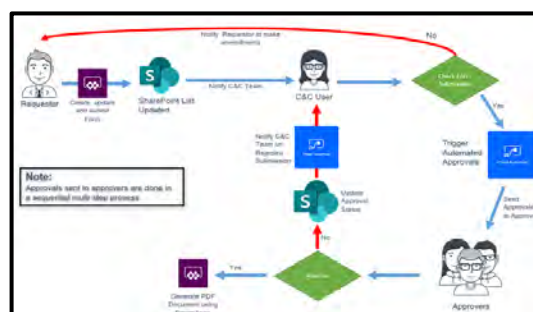 Notify Requestor to make
amendments
No
Requestor
Create, update
and submit
Form
SharePoint List
Updated
Notify C&C Team
C&C User
Submission
Yes
Notify C&C
Team on
Rejected
Submission
Trigger
Automated
Approvals
Note:
Approvals sent to approvers are done in
a sequential multi-step process
Update
Approval
Status
Send
Approvals
to
No
Yes
Generate PDF
Document using
Approvers